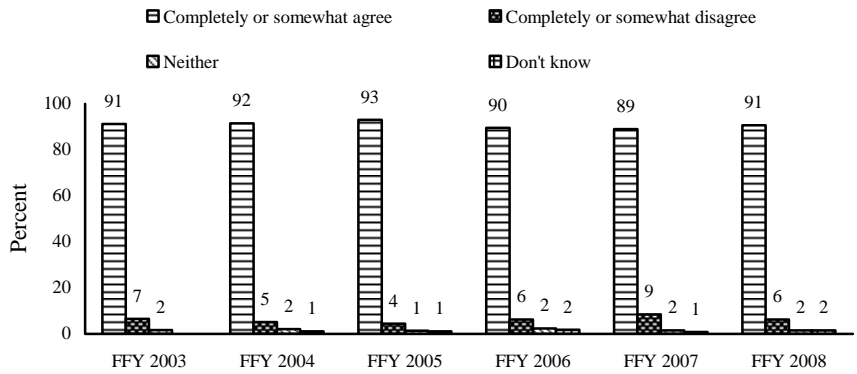 Completely or somewhat agree Completely or somewhat disagree
Neither Don't know
Percent
100
80
60
40
20
0
91 7 2
92 5 2 1
93 4 1 1
90 6 2 2
89 9 2 1
91 6 2 2
FFY 2003 FFY 2004 FFY 2005 FFY 2006 FFY 2007 FFY 2008